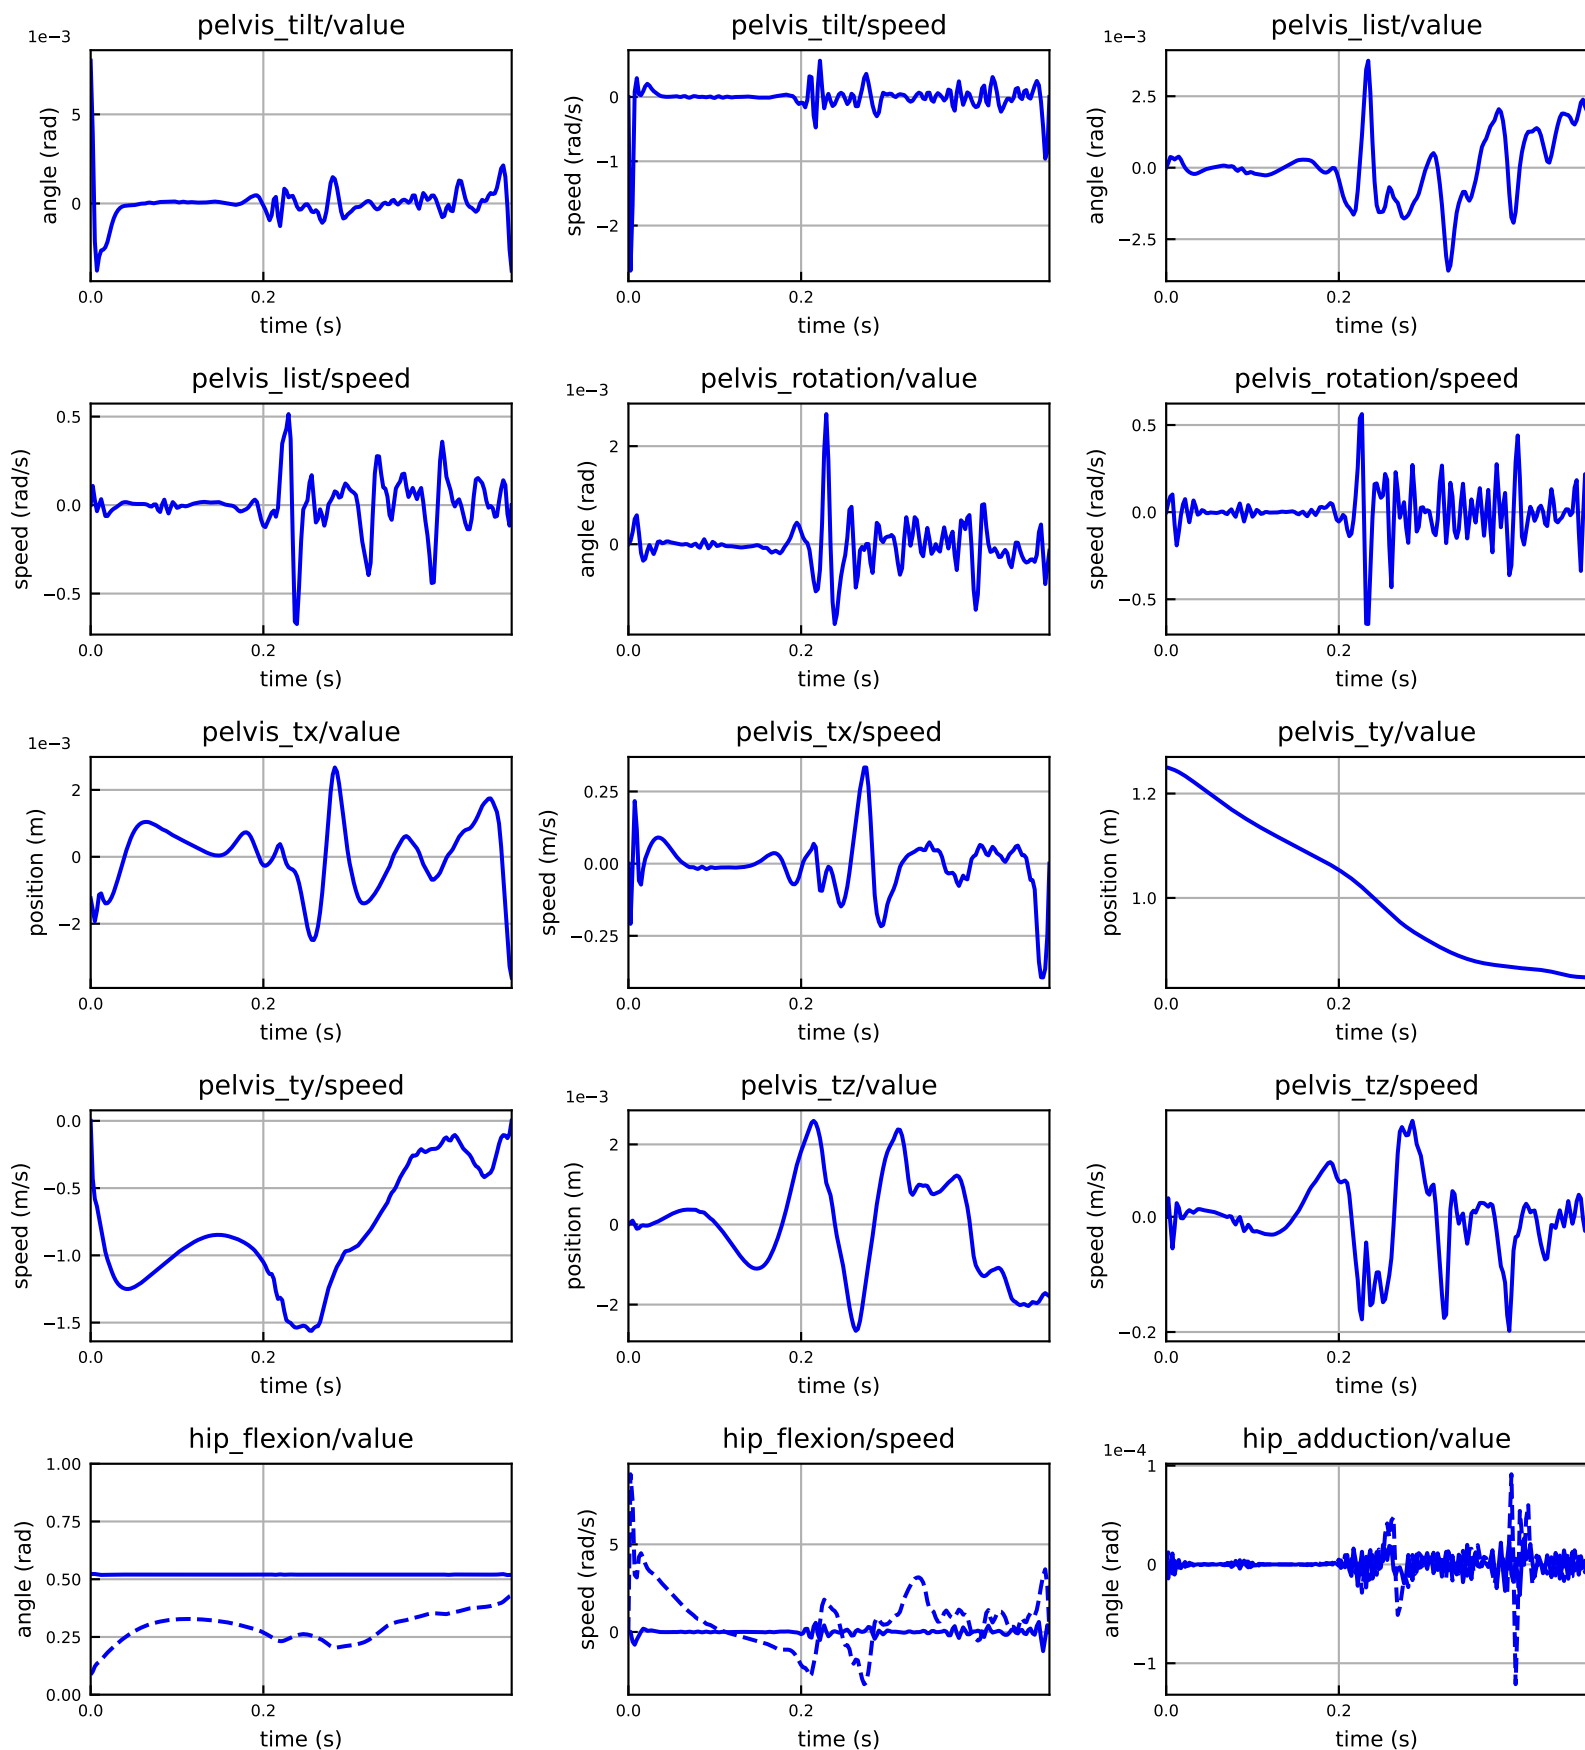 pelvis_tilt/value
1e−3
angle (rad)
5
0
0.0
0.2
time (s)
pelvis_tilt/speed
speed (rad/s)
0
−1
−2
0.0
0.2
time (s)
pelvis_list/value
1e−3
angle (rad)
2.5
0.0
−2.5
0.0
0.2
time (s)
pelvis_list/speed
speed (rad/s)
0.5
0.0
−0.5
0.0
0.2
time (s)
pelvis_rotation/value
1e−3
angle (rad)
2
0
0.0
0.2
time (s)
pelvis_rotation/speed
speed (rad/s)
0.5
0.0
−0.5
0.0
0.2
time (s)
pelvis_tx/value
1e−3
position (m)
2
0
−2
0.0
0.2
time (s)
pelvis_tx/speed
speed (m/s)
0.25
0.00
−0.25
0.0
0.2
time (s)
pelvis_ty/value
position (m)
1.2
1.0
0.0
0.2
time (s)
pelvis_ty/speed
speed (m/s)
0.0
−0.5
−1.0
−1.5
0.0
0.2
time (s)
pelvis_tz/value
1e−3
position (m)
2
0
−2
0.0
0.2
time (s)
pelvis_tz/speed
speed (m/s)
0.0
−0.2
0.0
0.2
time (s)
hip_flexion/value
angle (rad)
1.00
0.75
0.50
0.25
0.00
0.0
0.2
time (s)
hip_flexion/speed
speed (rad/s)
5
0
0.0
0.2
time (s)
hip_adduction/value
1e−4
angle (rad)
1
0
−1
0.0
0.2
time (s)